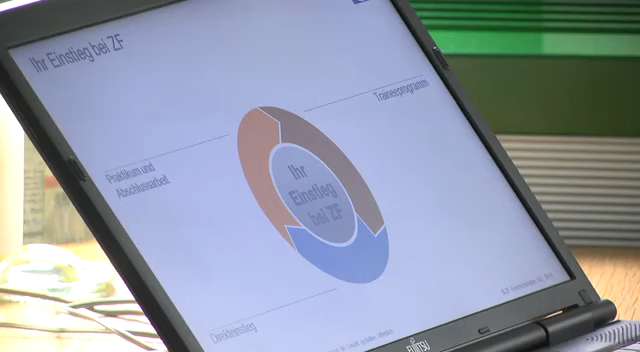 Ihr Einstieg bei ZF
Traineeprogramm
Praktikum und
Abschlussarbeit
Ihr
Einstieg
bei ZF
Direkteinstieg
FUJITSU